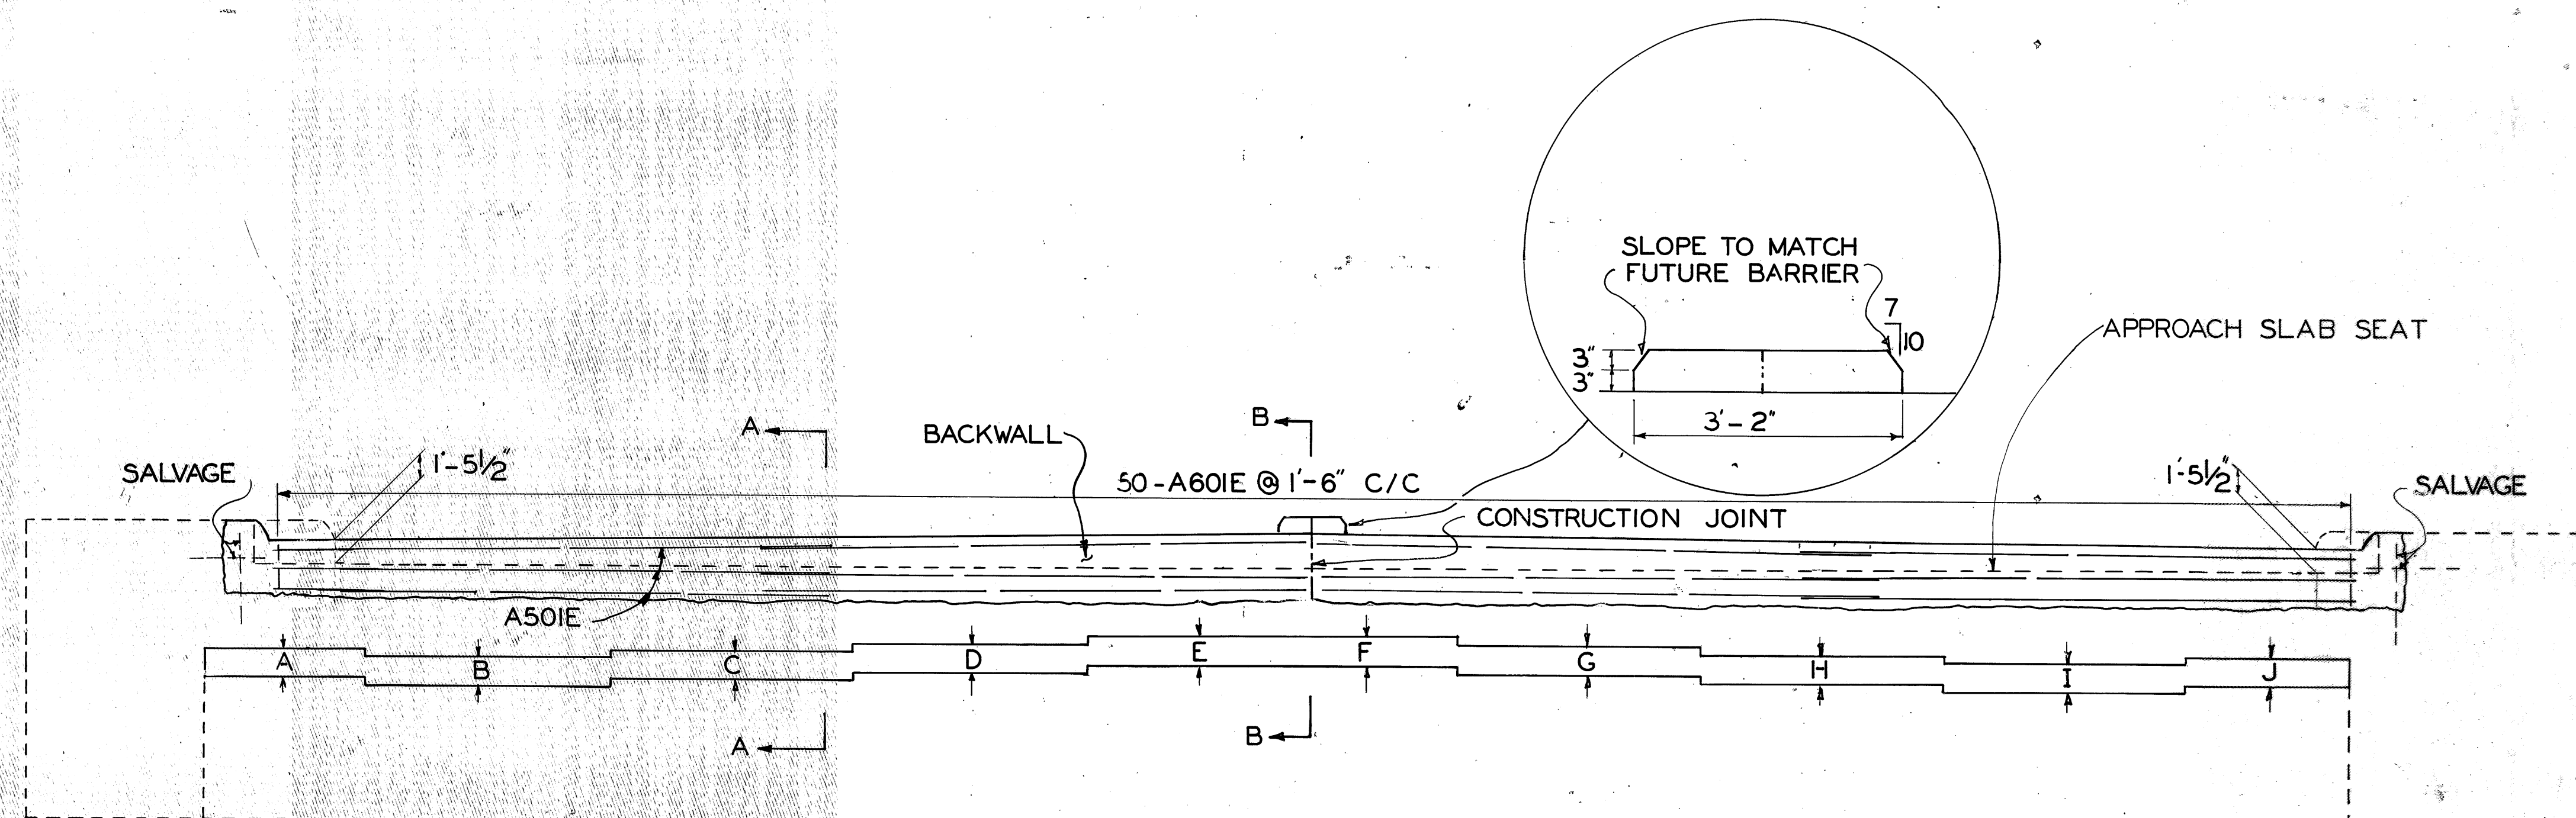 SLOPE TO MATCH
FUTURE BARRIER
7
10
3"
3"
3'-2"
APPROACH SLAB SEAT
A
B
BACKWALL
SALVAGE
1'-5½"
50-A601E @ 1'-6" C/C
1'-5½"
SALVAGE
CONSTRUCTION JOINT
A501E
A
B
C
D
E
F
G
H
I
J
A
B